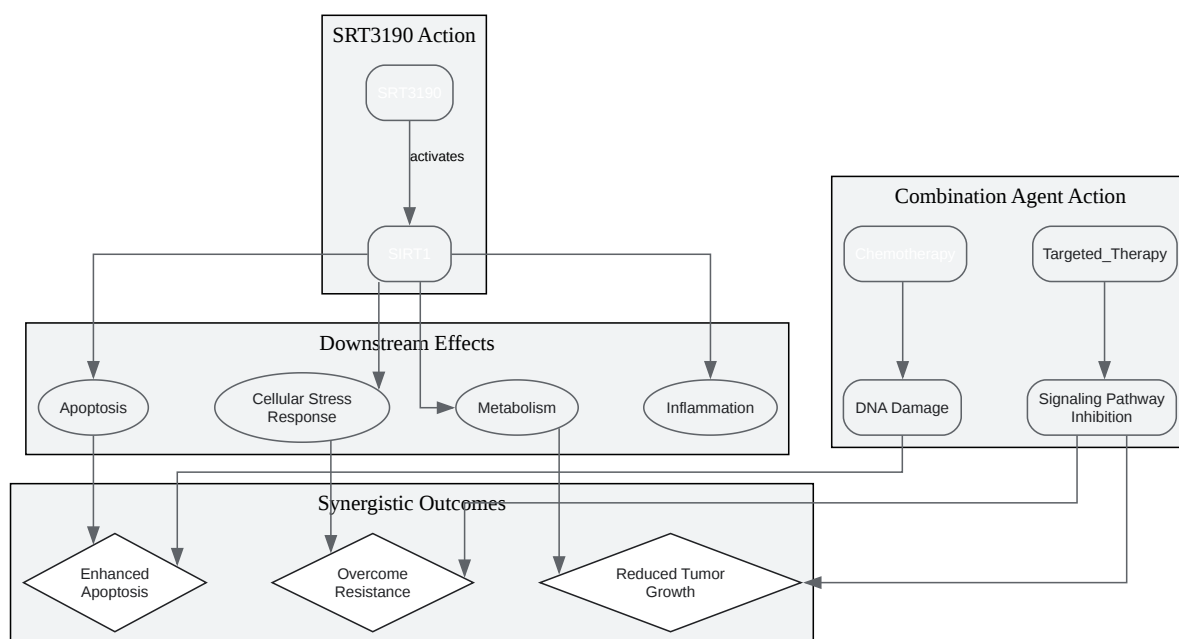 SRT3190 Action
SRT3190
activates
SIRT1
Combination Agent Action
Chemotherapy
Targeted_Therapy
DNA Damage
Signaling Pathway
Inhibition
Downstream Effects
Apoptosis
Cellular Stress
Response
Metabolism
Inflammation
Synergistic Outcomes
Enhanced
Apoptosis
Overcome
Resistance
Reduced Tumor
Growth